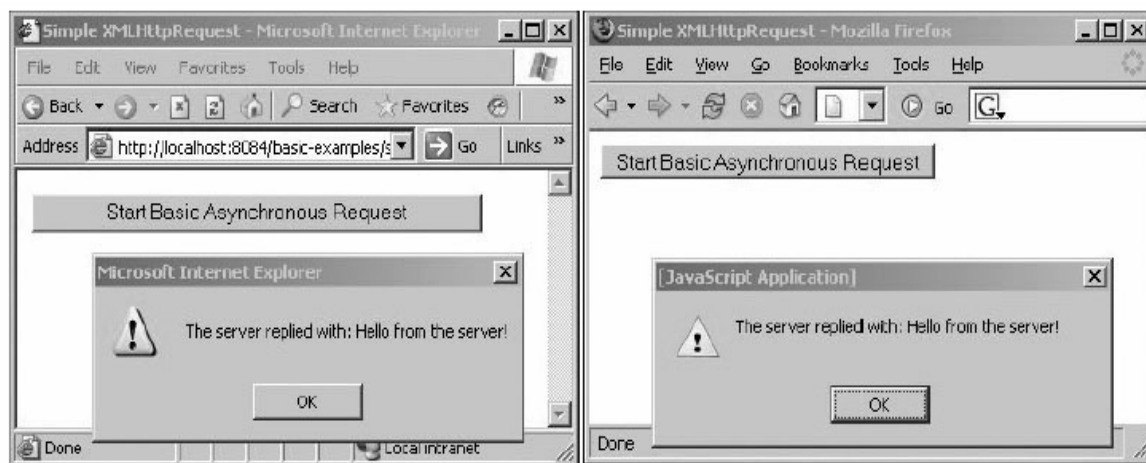 Simple XMLHttpRequest - Microsoft Internet Explorer
File Edit View Favorites Tools Help
Back Search Favorites »
Address http://localhost:8084/basic-examples/s Go Links »
Start Basic Asynchronous Request
Microsoft Internet Explorer
The server replied with: Hello from the server!
OK
Done Local intranet
Simple XMLHttpRequest - Mozilla Firefox
File Edit View Go Bookmarks Tools Help
Go G
Start Basic Asynchronous Request
[JavaScript Application]
The server replied with: Hello from the server!
OK
Done